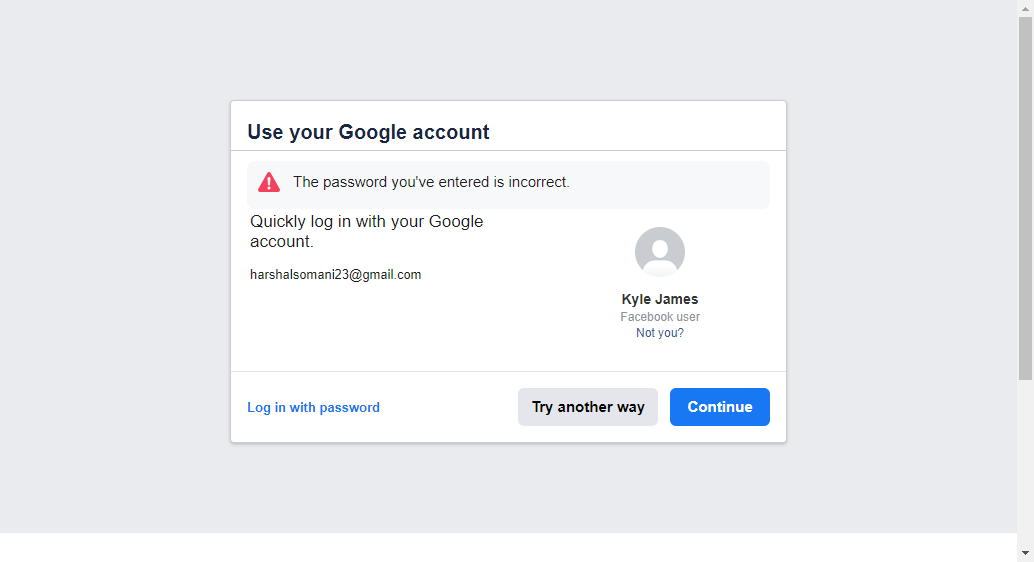 Use your Google account
The password you've entered is incorrect.
Quickly log in with your Google
account.
harshalsomani23@gmail.com
Kyle James
Facebook user
Not you?
Log in with password
Try another way
Continue